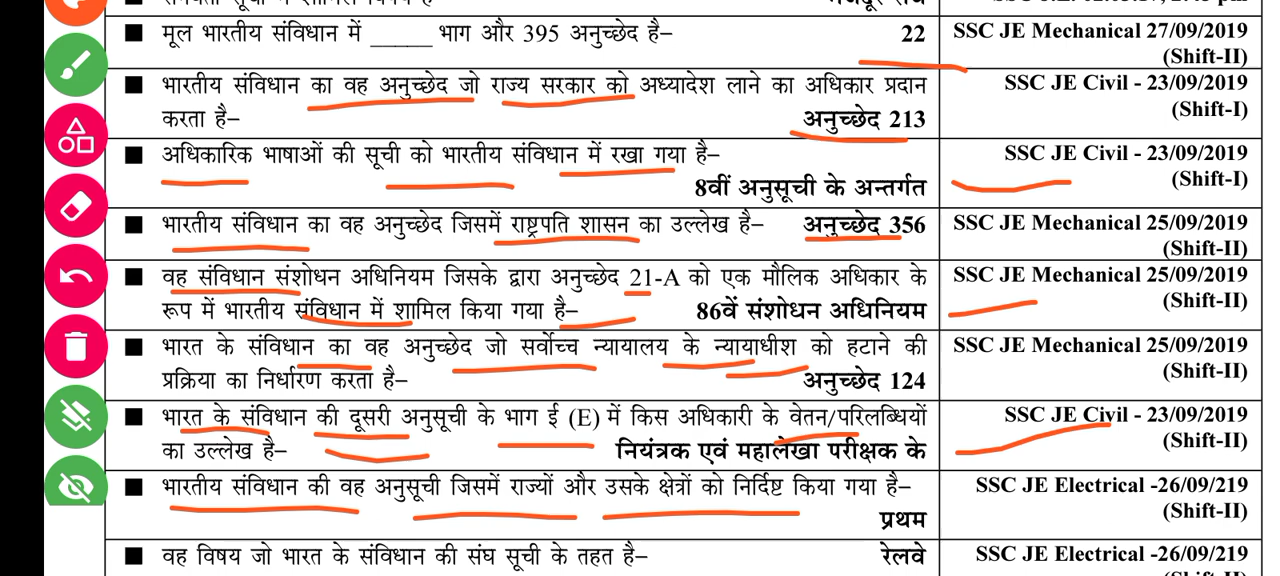 ■ मूल भारतीय संविधान में _____ भाग और 395 अनुच्छेद है– 22 SSC JE Mechanical 27/09/2019
(Shift-II)
■ भारतीय संविधान का वह अनुच्छेद जो राज्य सरकार को अध्यादेश लाने का अधिकार प्रदान SSC JE Civil - 23/09/2019
करता है– अनुच्छेद 213 (Shift-I)
■ अधिकारिक भाषाओं की सूची को भारतीय संविधान में रखा गया है– SSC JE Civil - 23/09/2019
8वीं अनुसूची के अन्तर्गत (Shift-I)
■ भारतीय संविधान का वह अनुच्छेद जिसमें राष्ट्रपति शासन का उल्लेख है– अनुच्छेद 356 SSC JE Mechanical 25/09/2019
(Shift-II)
■ वह संविधान संशोधन अधिनियम जिसके द्वारा अनुच्छेद 21-A को एक मौलिक अधिकार के SSC JE Mechanical 25/09/2019
रूप में भारतीय संविधान में शामिल किया गया है– 86वें संशोधन अधिनियम (Shift-II)
■ भारत के संविधान का वह अनुच्छेद जो सर्वोच्च न्यायालय के न्यायाधीश को हटाने की SSC JE Mechanical 25/09/2019
प्रक्रिया का निर्धारण करता है– अनुच्छेद 124 (Shift-II)
■ भारत के संविधान की दूसरी अनुसूची के भाग ई (E) में किस अधिकारी के वेतन/परिलब्धियों SSC JE Civil - 23/09/2019
का उल्लेख है– नियंत्रक एवं महालेखा परीक्षक के (Shift-II)
■ भारतीय संविधान की वह अनुसूची जिसमें राज्यों और उसके क्षेत्रों को निर्दिष्ट किया गया है– SSC JE Electrical -26/09/219
प्रथम (Shift-II)
■ वह विषय जो भारत के संविधान की संघ सूची के तहत है– रेलवे SSC JE Electrical -26/09/219